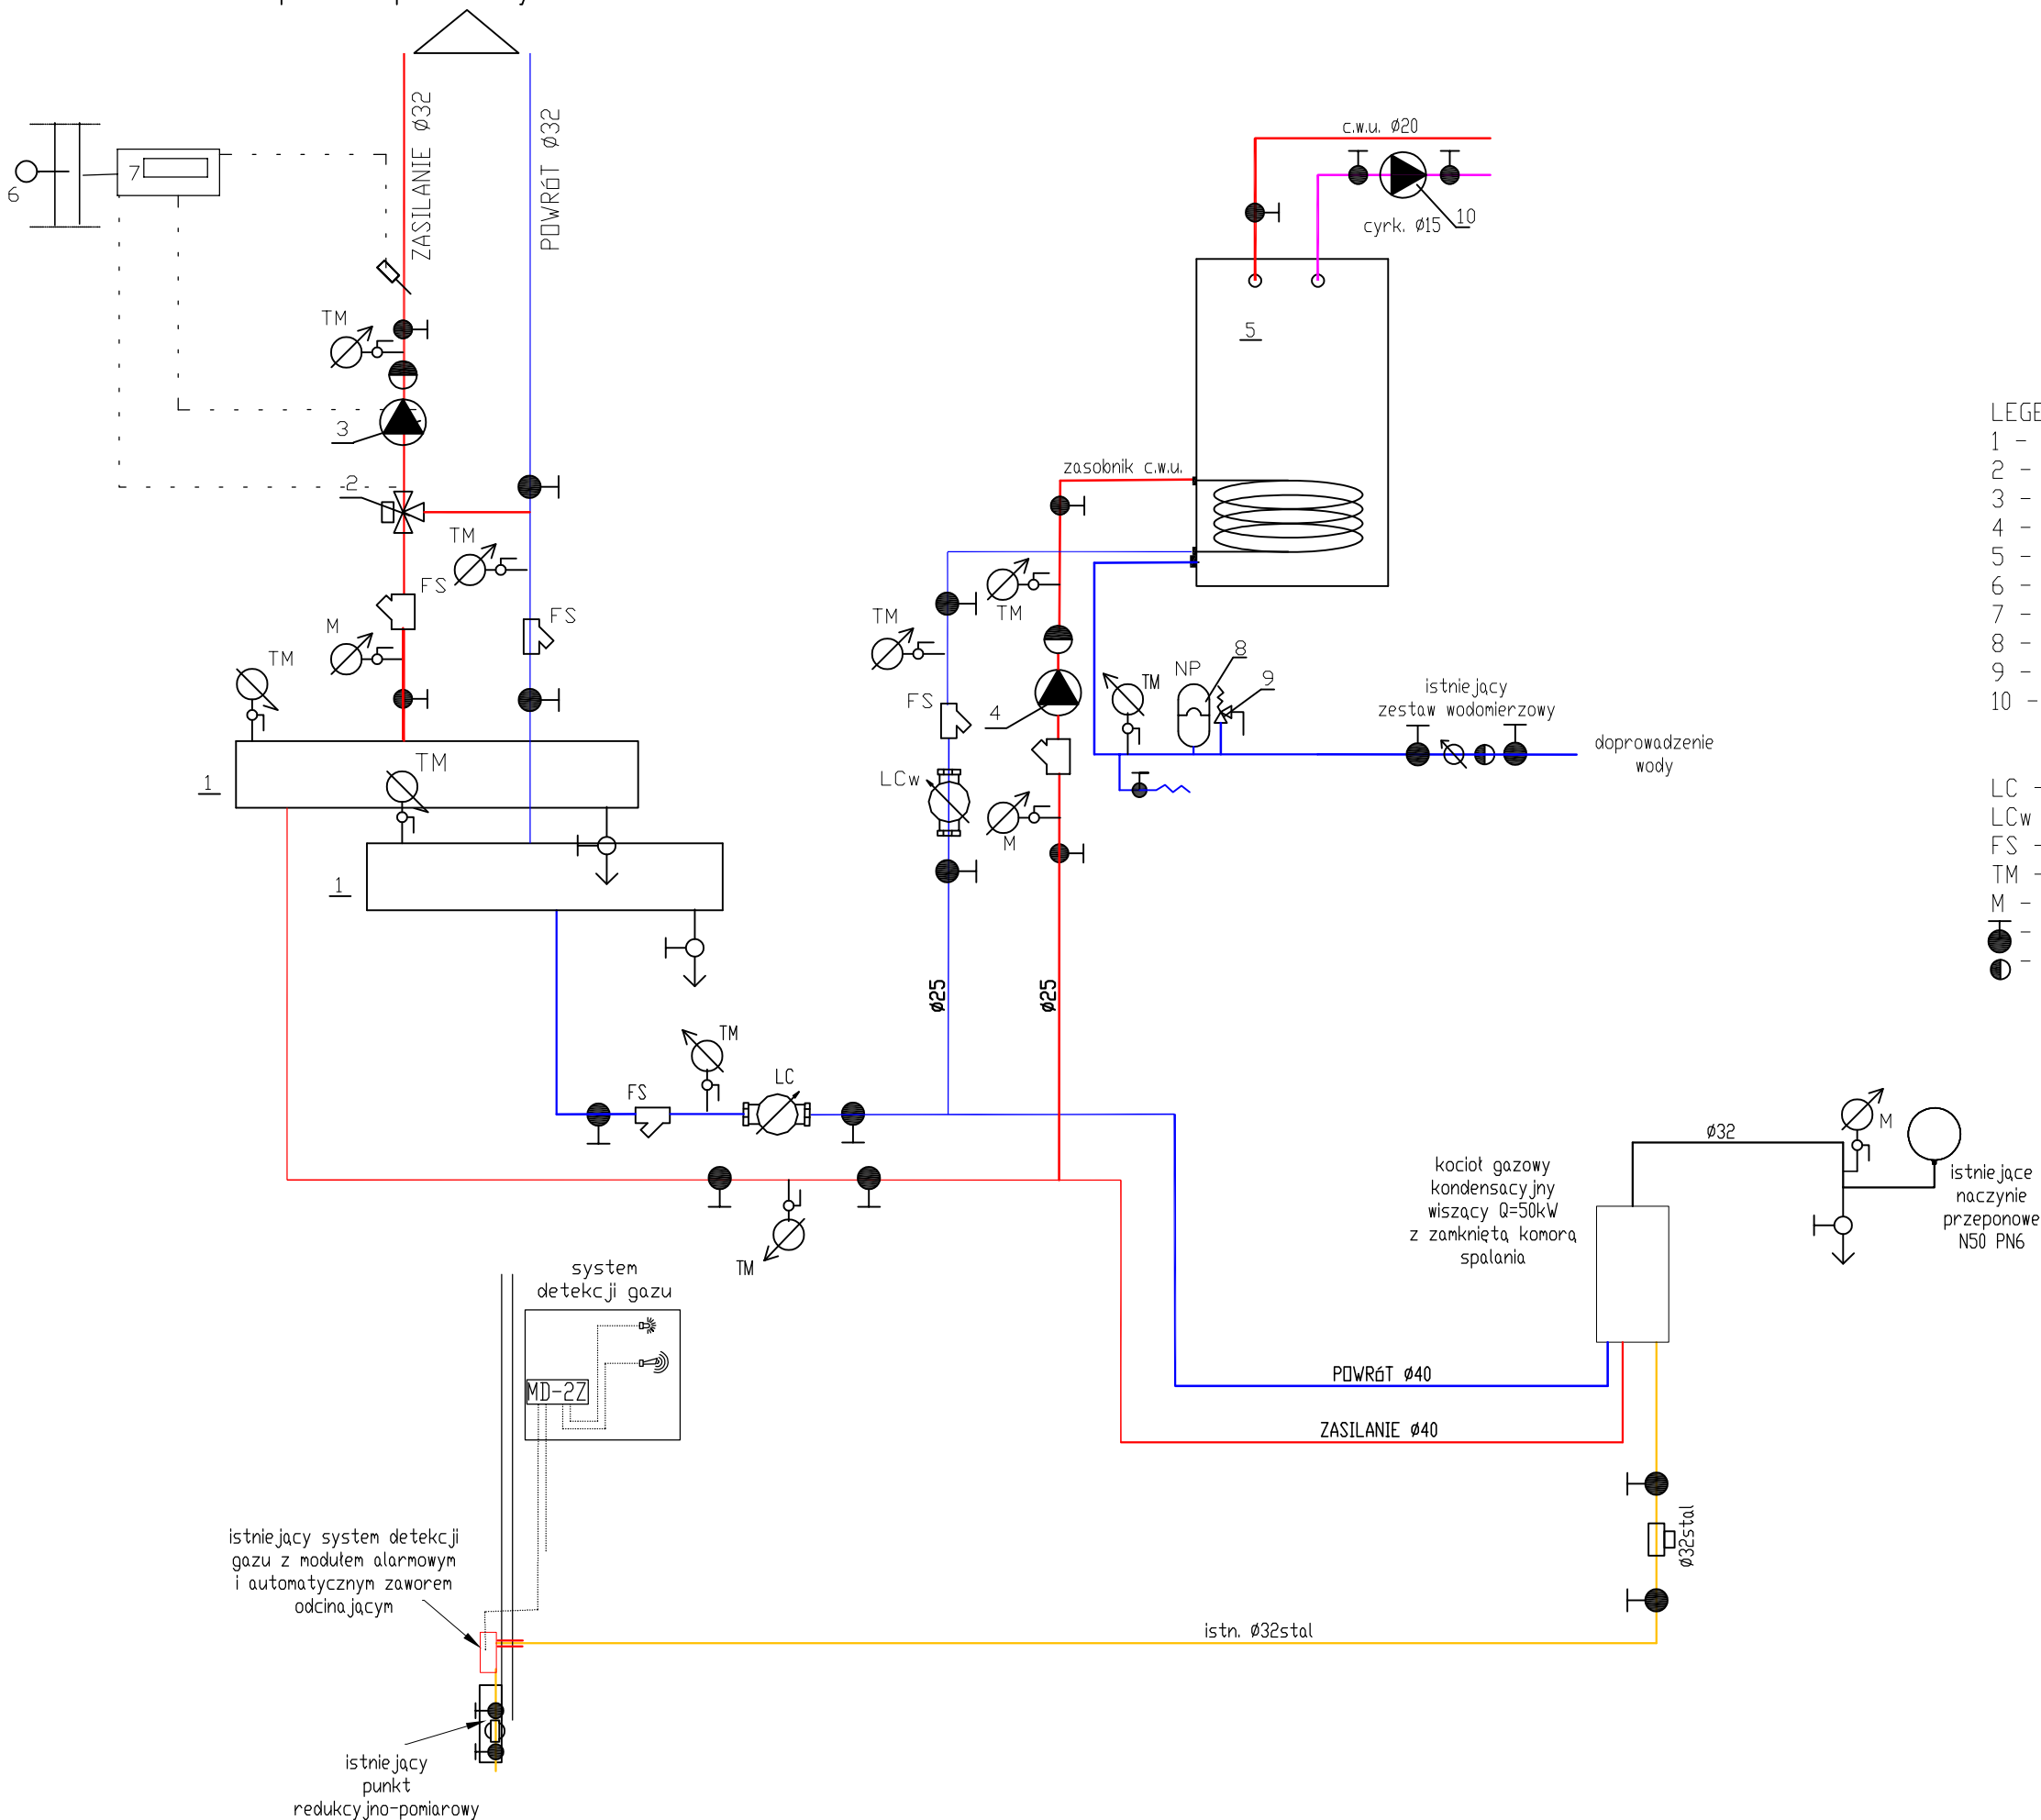 ZASILANIE Ø32
POWRóT Ø32
6
7
TM
3
2
TM
FS
FS
M
TM
TM
1
1
c.w.u. Ø20
cyrk. Ø15
10
5
zasobnik c.w.u.
TM
TM
FS
4
LCw
M
TM
NP
8
9
istniejący
zestaw wodomierzowy
doprowadzenie
wody
Ø25
Ø25
TM
FS
LC
TM
LEGE
1 -
2 -
3 -
4 -
5 -
6 -
7 -
8 -
9 -
10 -
LC -
LCw
FS -
TM -
M -
-
-
Ø32
M
istniejące
naczynie
przeponowe
N50 PN6
kocioł gazowy
kondensacyjny
wiszący Q=50kW
z zamkniętą komorą
spalania
POWRóT Ø40
ZASILANIE Ø40
Ø32stal
istn. Ø32stal
system
detekcji gazu
MD-2Z
istniejący system detekcji
gazu z modułem alarmowym
i automatycznym zaworem
odcinającym
istniejący
punkt
redukcyjno-pomiarowy